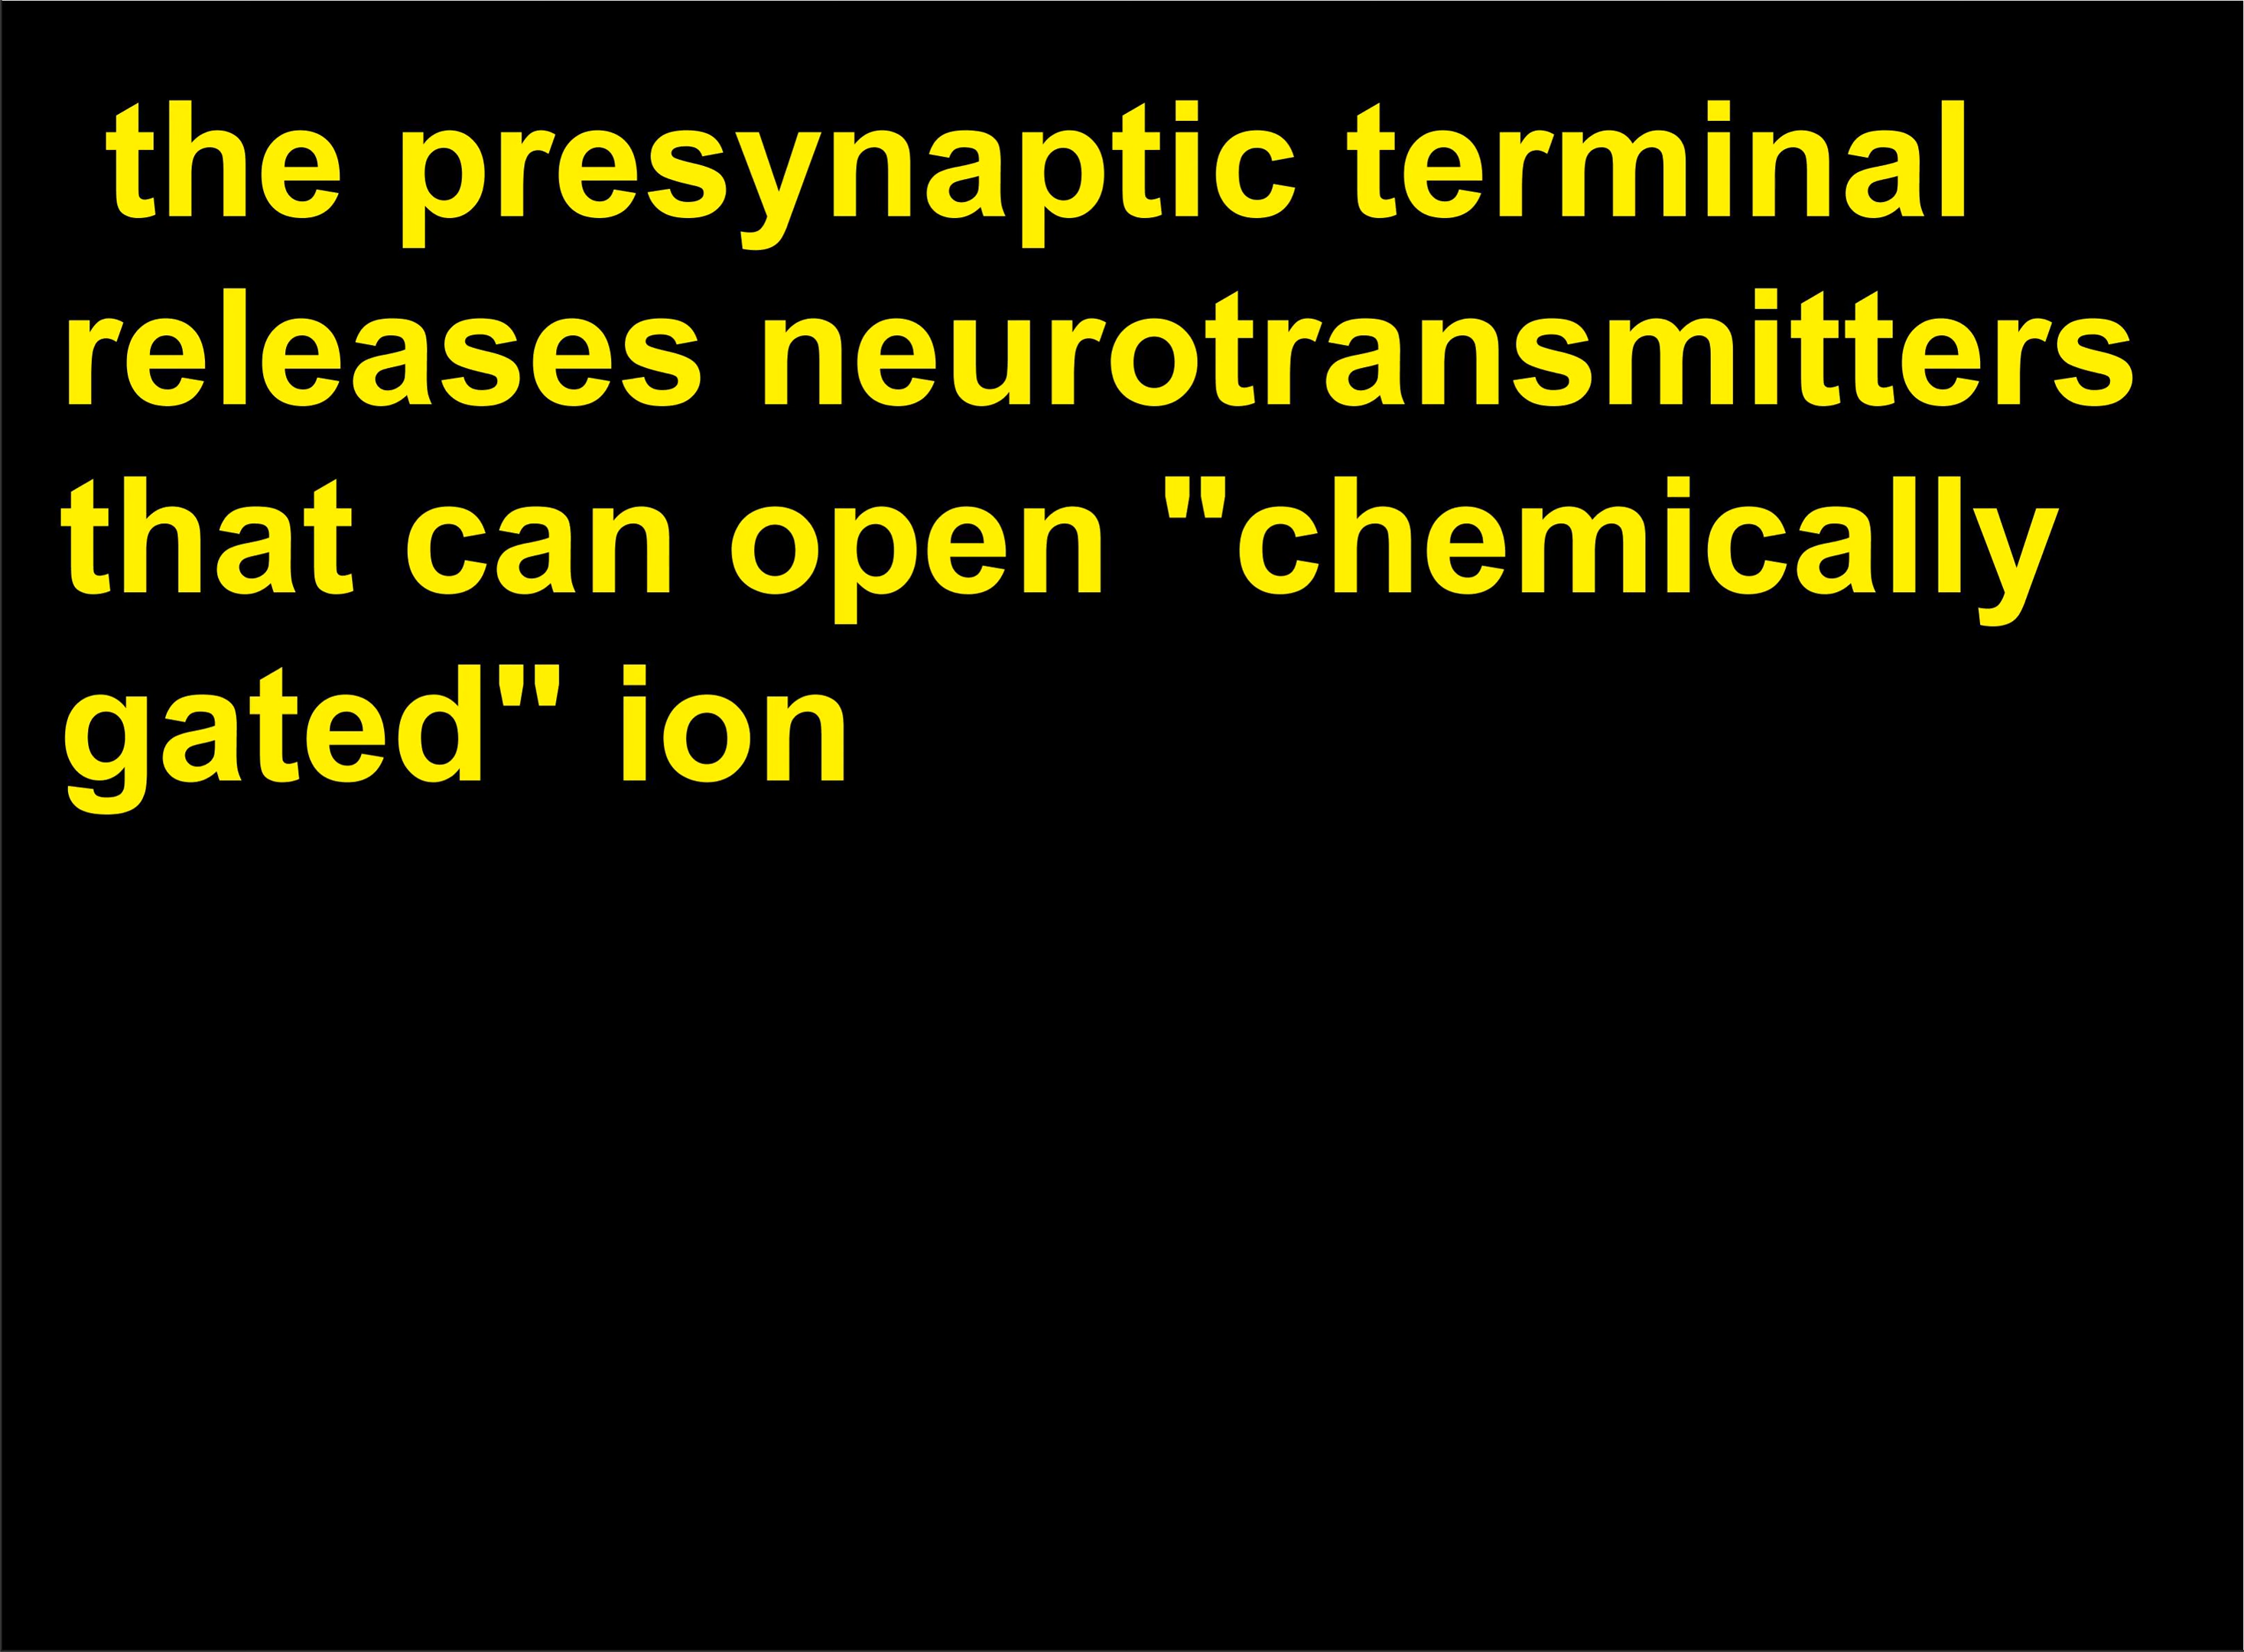 the presynaptic terminal
releases neurotransmitters
that can open "chemically
gated" ion